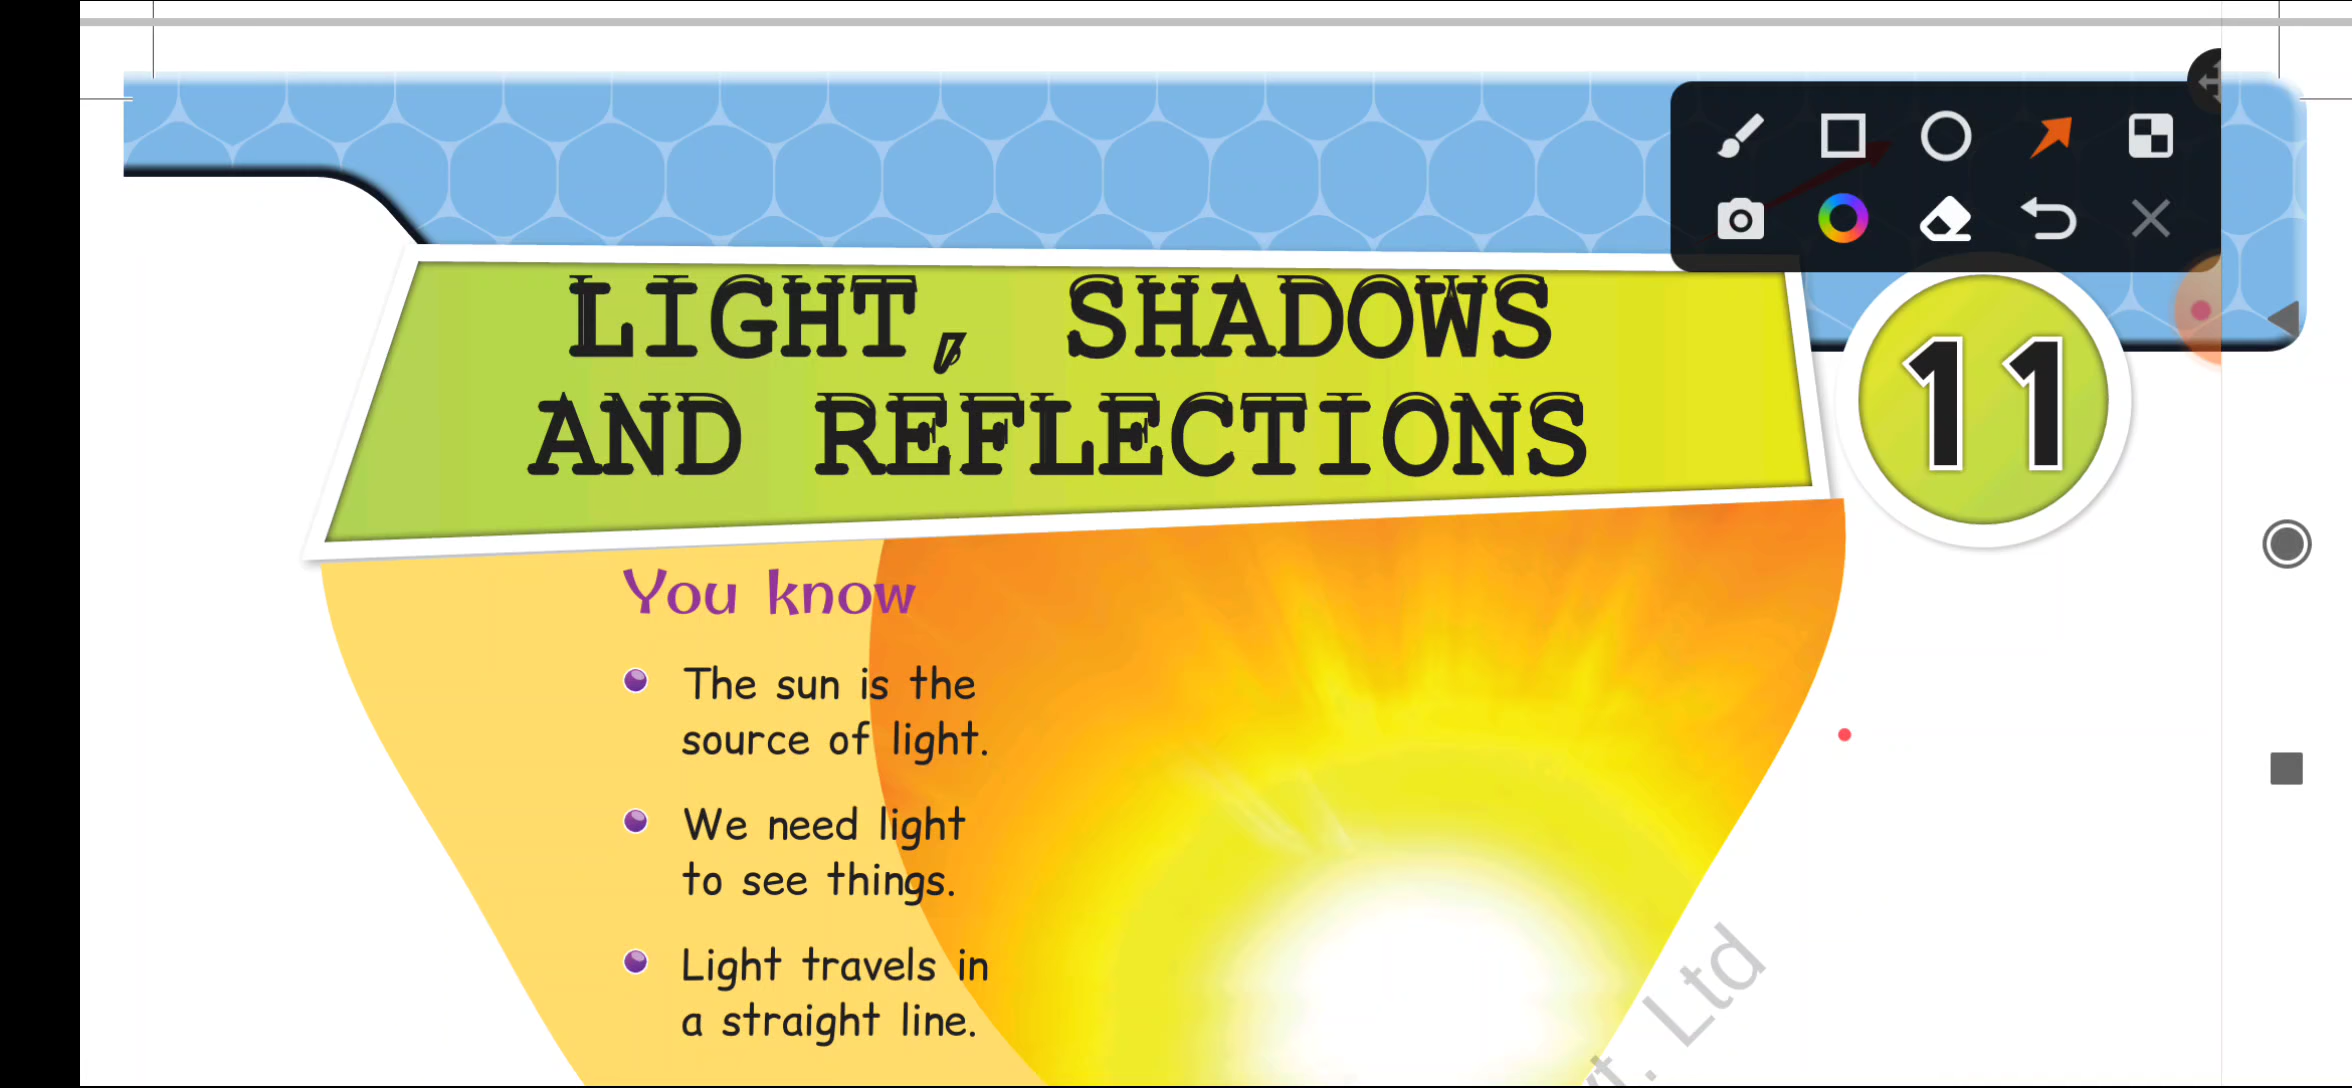 LIGHT, SHADOWS
AND REFLECTIONS
11
You know
The sun is the
source of light.
We need light
to see things.
Light travels in
a straight line.
Ltd